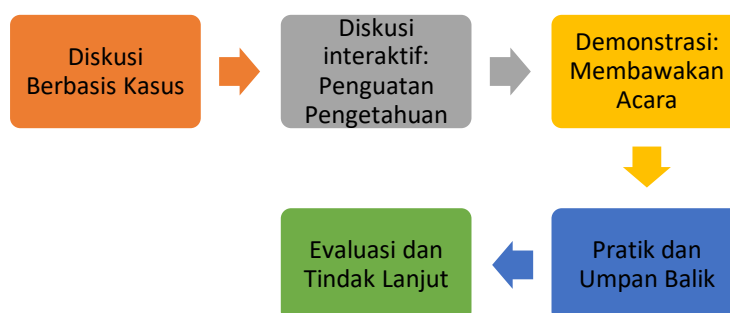 Diskusi
Berbasis Kasus
Diskusi
interaktif:
Penguatan
Pengetahuan
Demonstrasi:
Membawakan
Acara
Pratik dan
Umpan Balik
Evaluasi dan
Tindak Lanjut